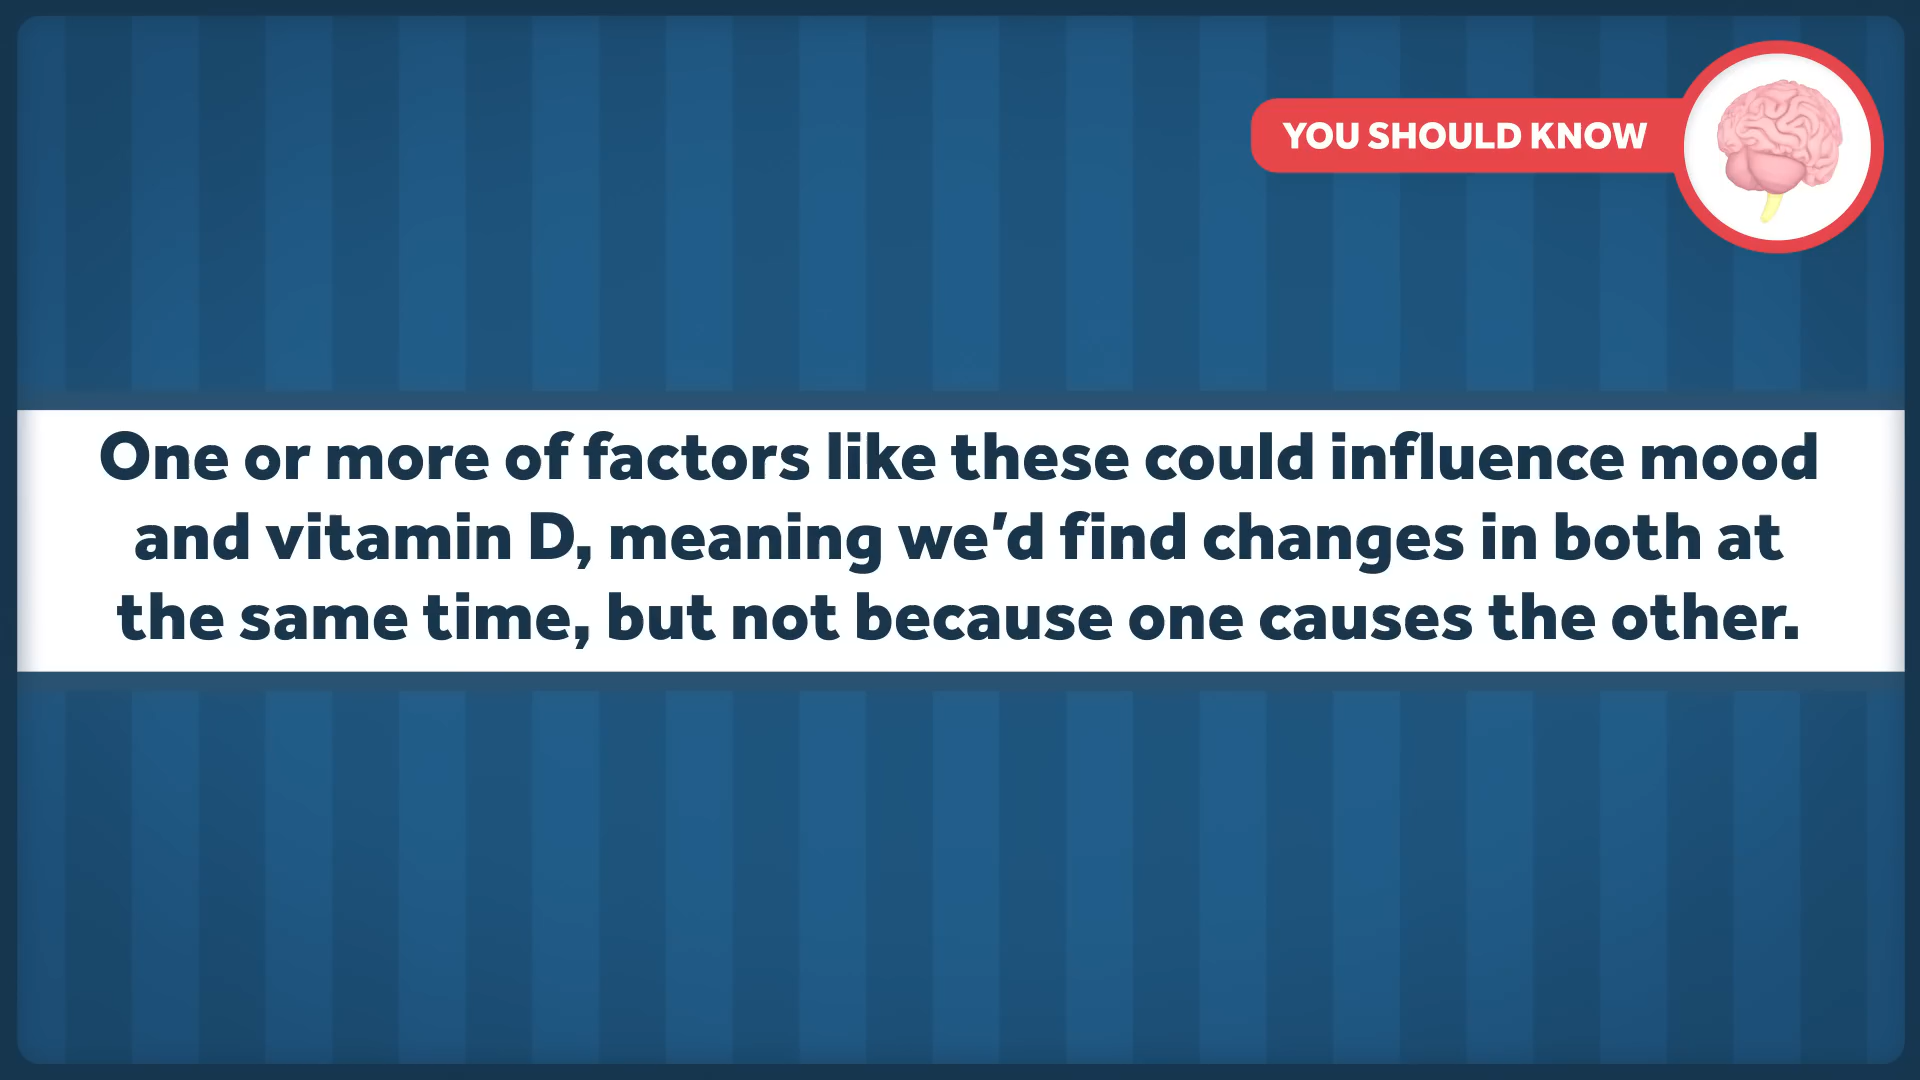 YOU SHOULD KNOW
One or more of factors like these could influence mood
and vitamin D, meaning we’d find changes in both at
the same time, but not because one causes the other.